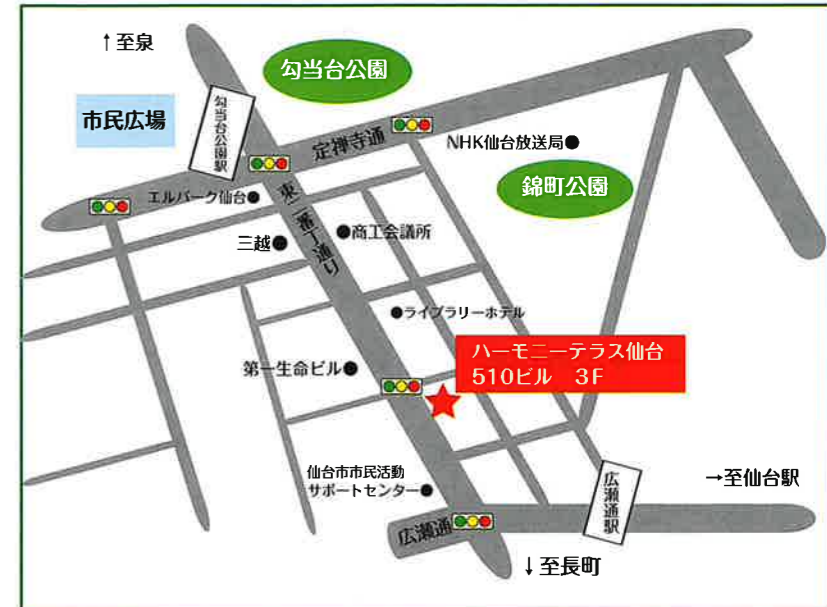 ↑至泉
勾当台公園
市民広場
勾当台公園駅
定禅寺通
NHK仙台放送局●
錦町公園
エルパーク仙台●
東二番丁通り
三越●
●商工会議所
●ライブラリーホテル
ハーモニーテラス仙台
510ビル 3F
第一生命ビル●
仙台市市民活動
サポートセンター●
広瀬通駅
→至仙台駅
広瀬通
↓至長町